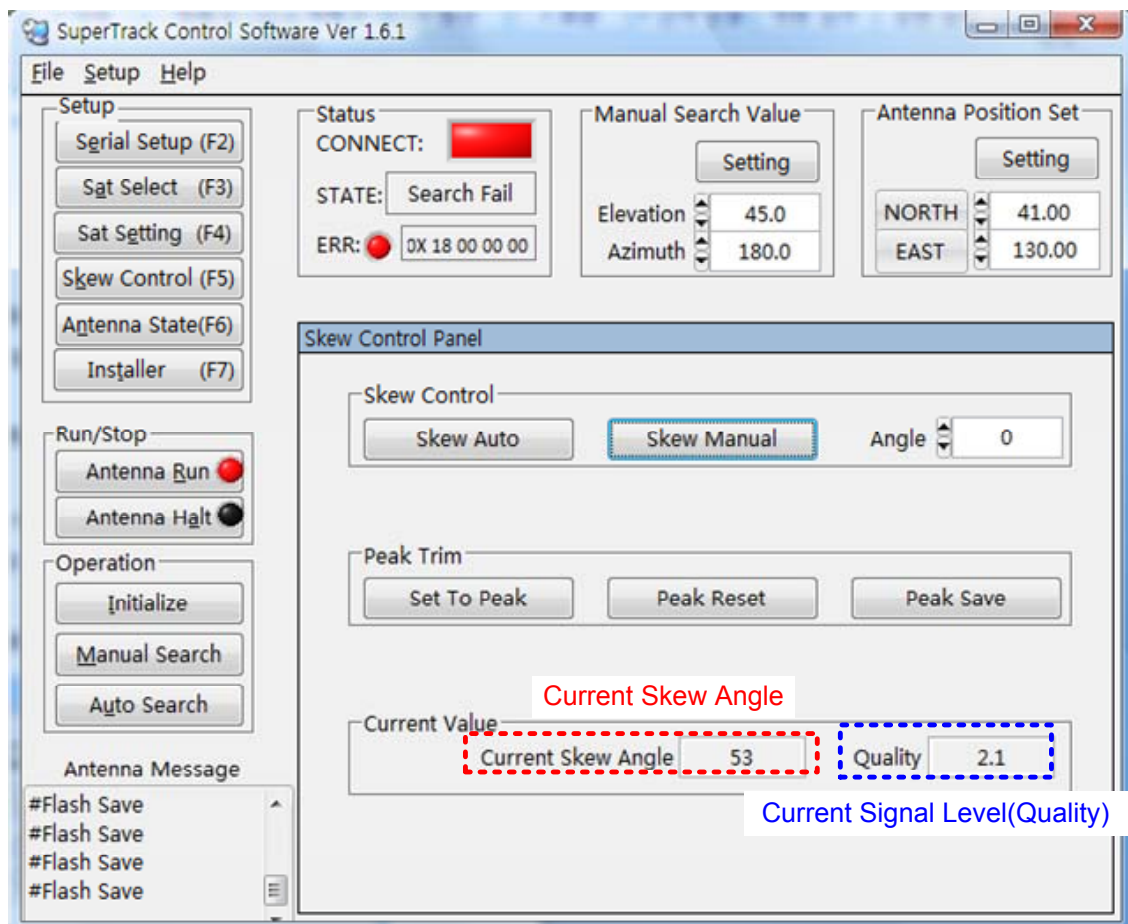 SuperTrack Control Software Ver 1.6.1
File Setup Help
Setup
Serial Setup (F2)
Sat Select (F3)
Sat Setting (F4)
Skew Control (F5)
Antenna State(F6)
Installer (F7)
Run/Stop
Antenna Run
Antenna Halt
Operation
Initialize
Manual Search
Auto Search
Antenna Message
#Flash Save
#Flash Save
#Flash Save
#Flash Save
Status
CONNECT:
STATE: Search Fail
ERR: 0X 18 00 00 00
Manual Search Value
Setting
Elevation 45.0
Azimuth 180.0
Antenna Position Set
Setting
NORTH 41.00
EAST 130.00
Skew Control Panel
Skew Control
Skew Auto Skew Manual Angle 0
Peak Trim
Set To Peak Peak Reset Peak Save
Current Skew Angle
Current Value
Current Skew Angle 53 Quality 2.1
Current Signal Level(Quality)